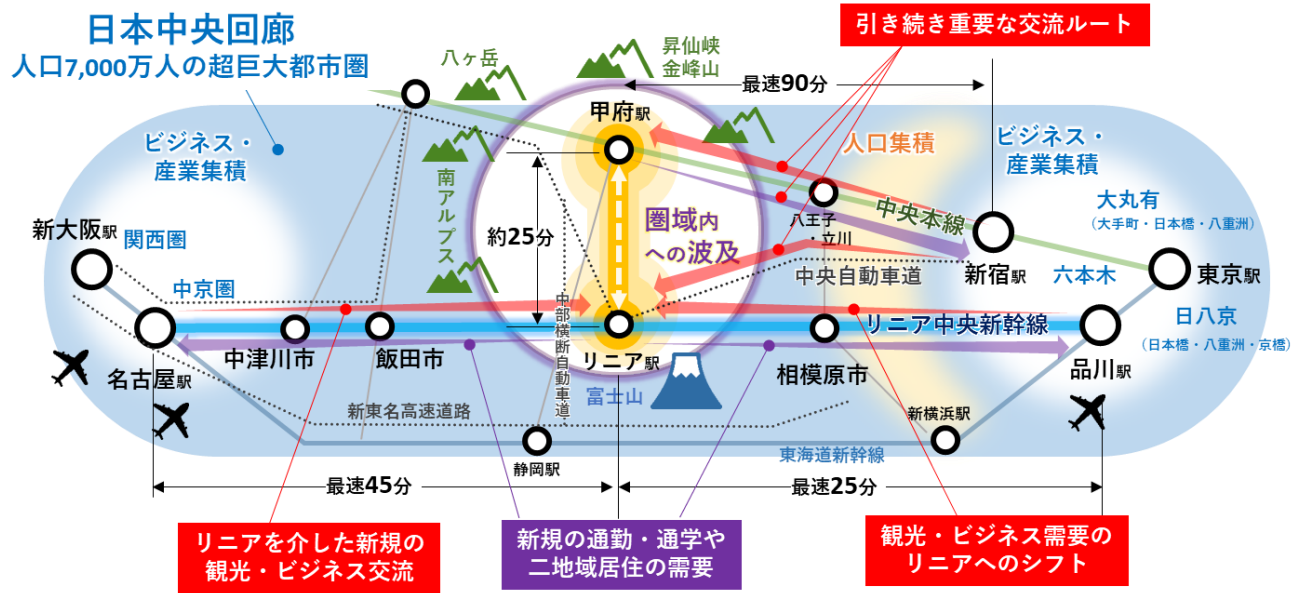 日本中央回廊
人口7,000万人の超巨大都市圏
引き続き重要な交流ルート
八ヶ岳
昇仙峡
金峰山
最速90分
甲府駅
ビジネス・
産業集積
人口集積
ビジネス・
産業集積
南アルプス
大丸有
（大手町・日本橋・八重洲）
新大阪駅
関西圏
約25分
圏域内
への波及
八王子
・立川
中央本線
新宿駅
中央自動車道
六本木
東京駅
中京圏
中部横断自動車道
リニア中央新幹線
日八京
（日本橋・八重洲・京橋）
名古屋駅
中津川市
飯田市
リニア駅
相模原市
品川駅
富士山
新東名高速道路
新横浜駅
静岡駅
東海道新幹線
最速45分
最速25分
リニアを介した新規の
観光・ビジネス交流
新規の通勤・通学や
二地域居住の需要
観光・ビジネス需要の
リニアへのシフト